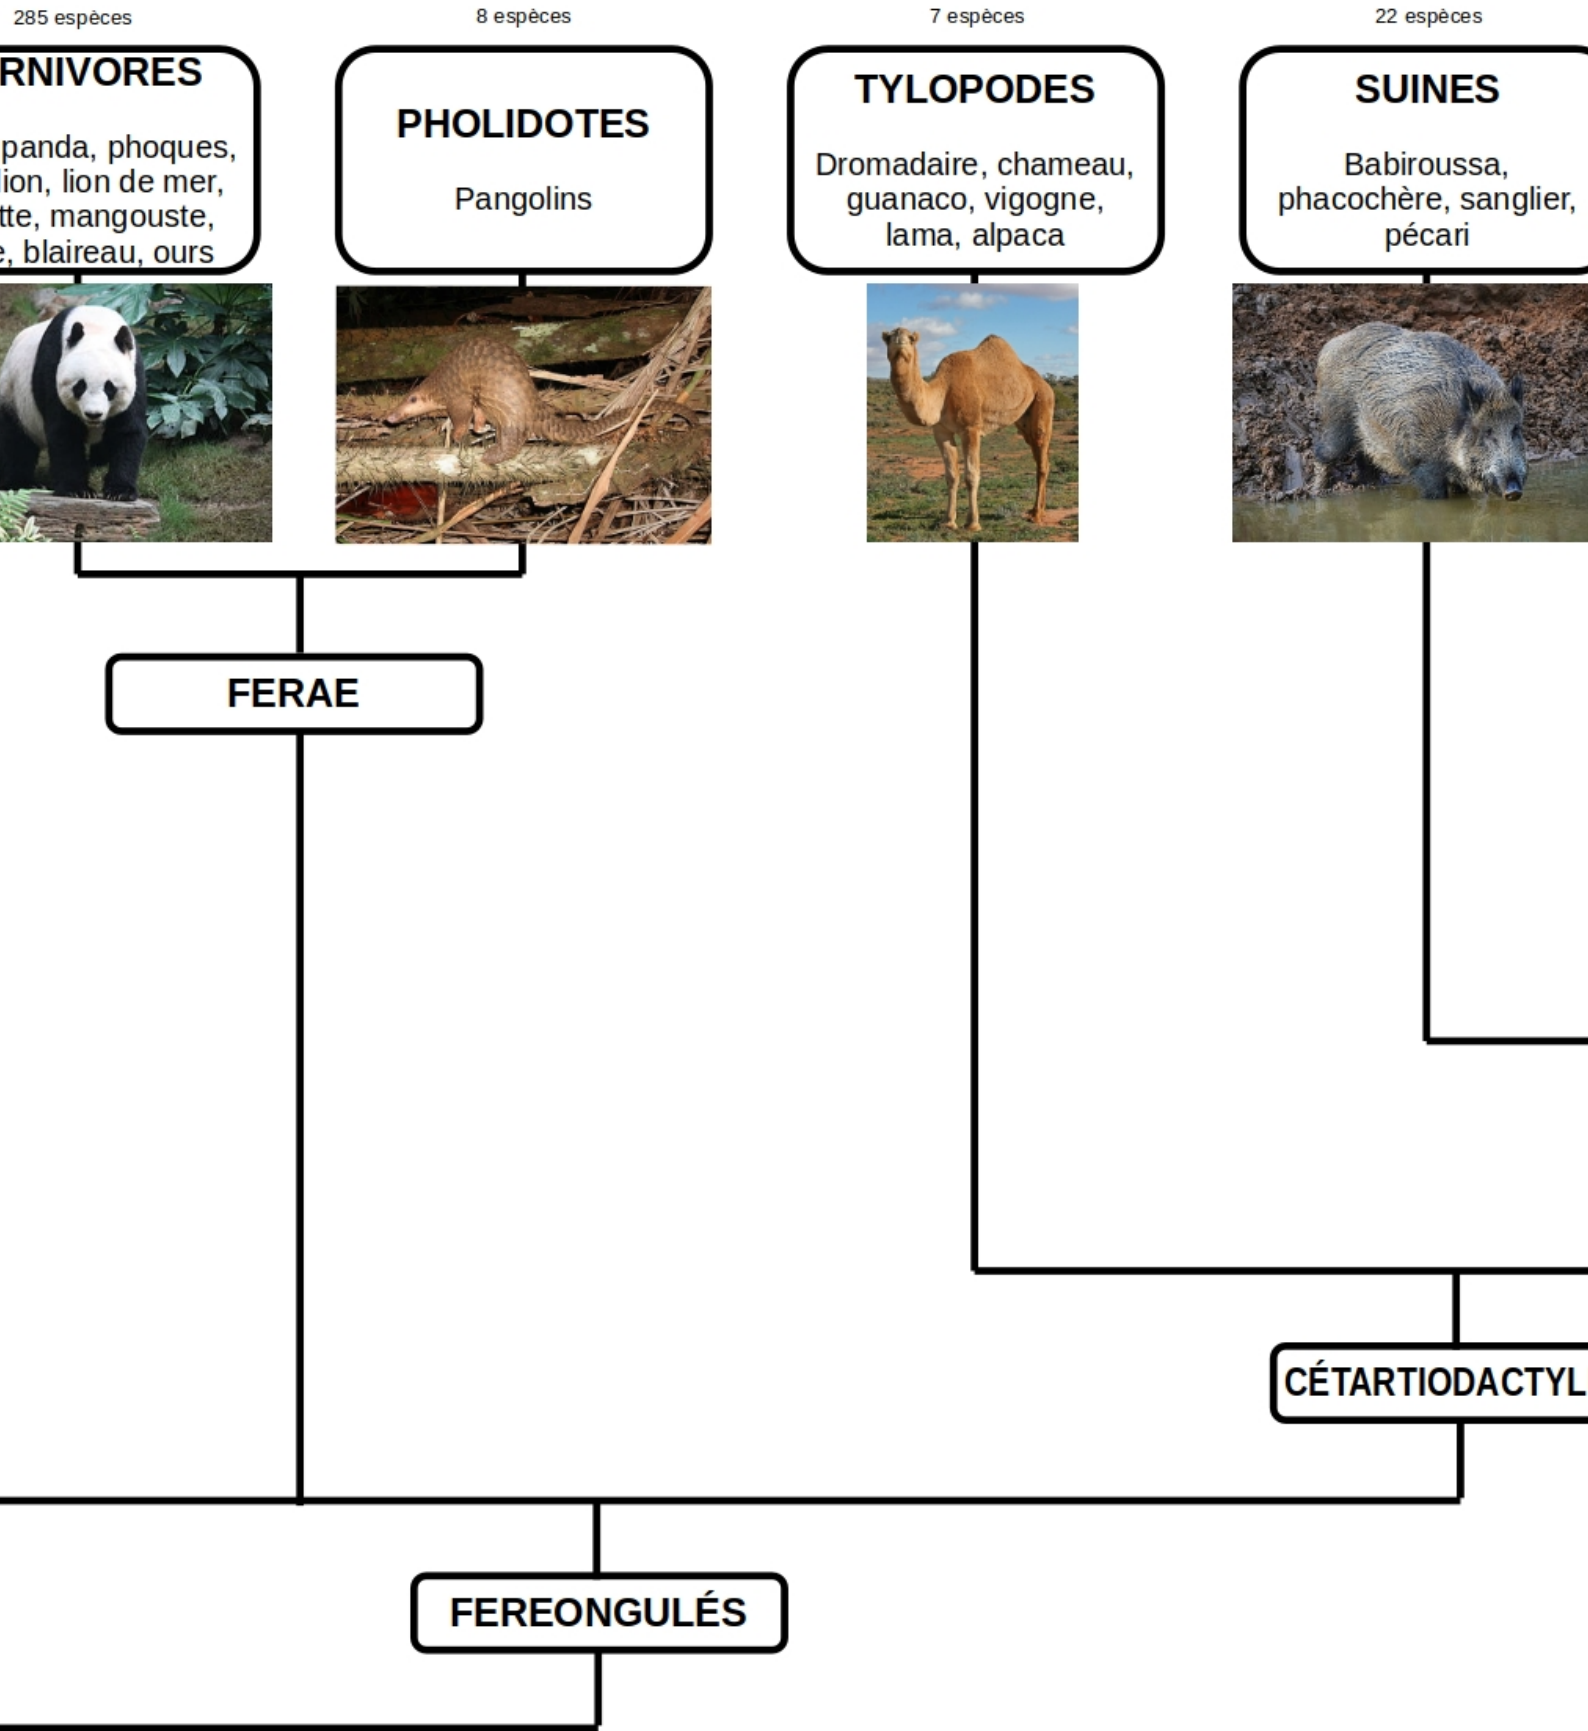 285 espèces
8 espèces
7 espèces
22 espèces
RNIVORES
panda, phoques,
lion, lion de mer,
tte, mangouste,
e, blaireau, ours
PHOLIDOTES
Pangolins
TYLOPODES
Dromadaire, chameau,
guanaco, vigogne,
lama, alpaca
SUINES
Babiroussa,
phacochère, sanglier,
pécari
FERAE
CÉTARTIODACTYL
FEREONGULÉS